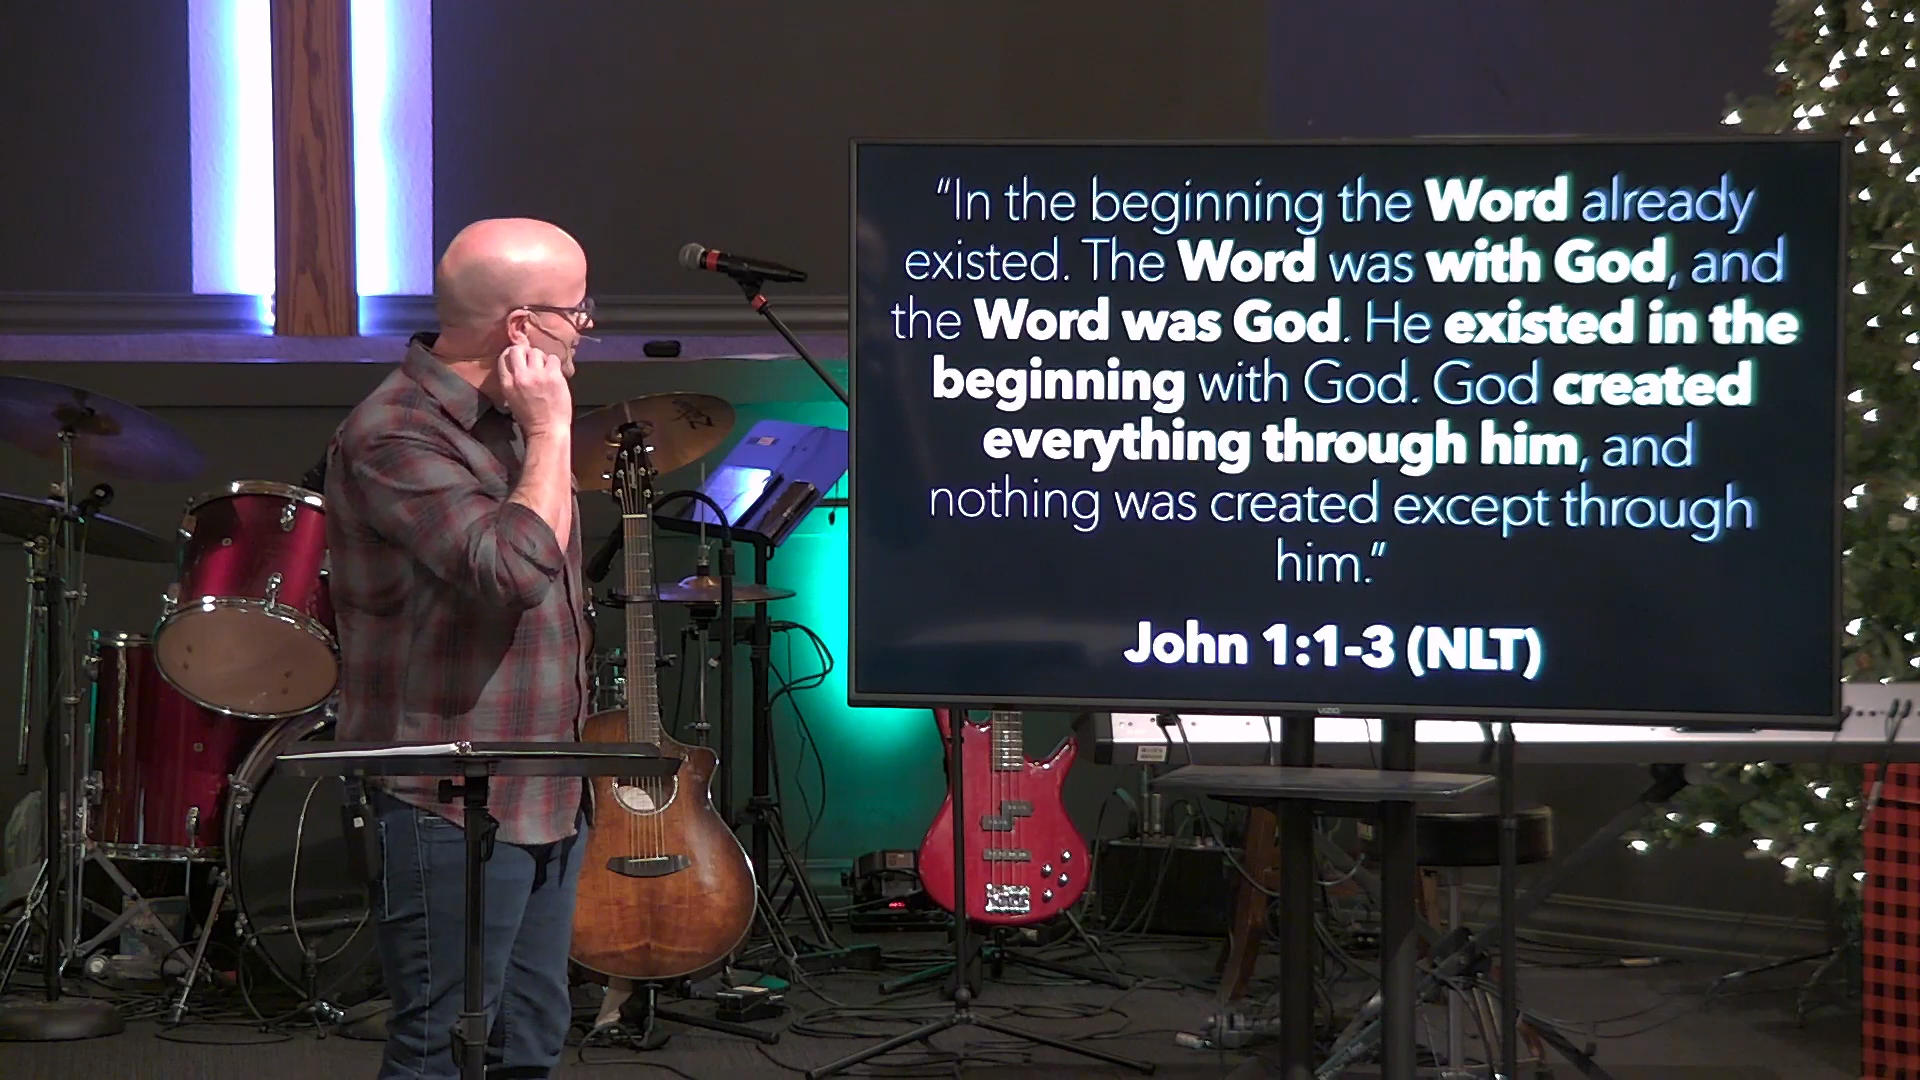 “In the beginning the Word already
existed. The Word was with God, and
the Word was God. He existed in the
beginning with God. God created
everything through him, and
nothing was created except through
him.”
John 1:1-3 (NLT)
VIZIO